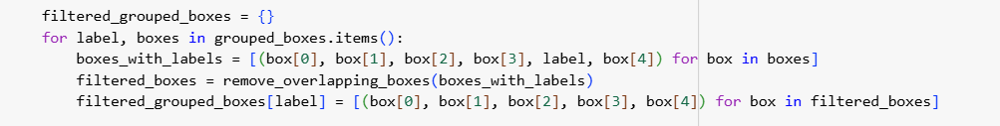 filtered_grouped_boxes = {}
for label, boxes in grouped_boxes.items():
    boxes_with_labels = [(box[0], box[1], box[2], box[3], label, box[4]) for box in boxes]
    filtered_boxes = remove_overlapping_boxes(boxes_with_labels)
    filtered_grouped_boxes[label] = [(box[0], box[1], box[2], box[3], box[4]) for box in filtered_boxes]